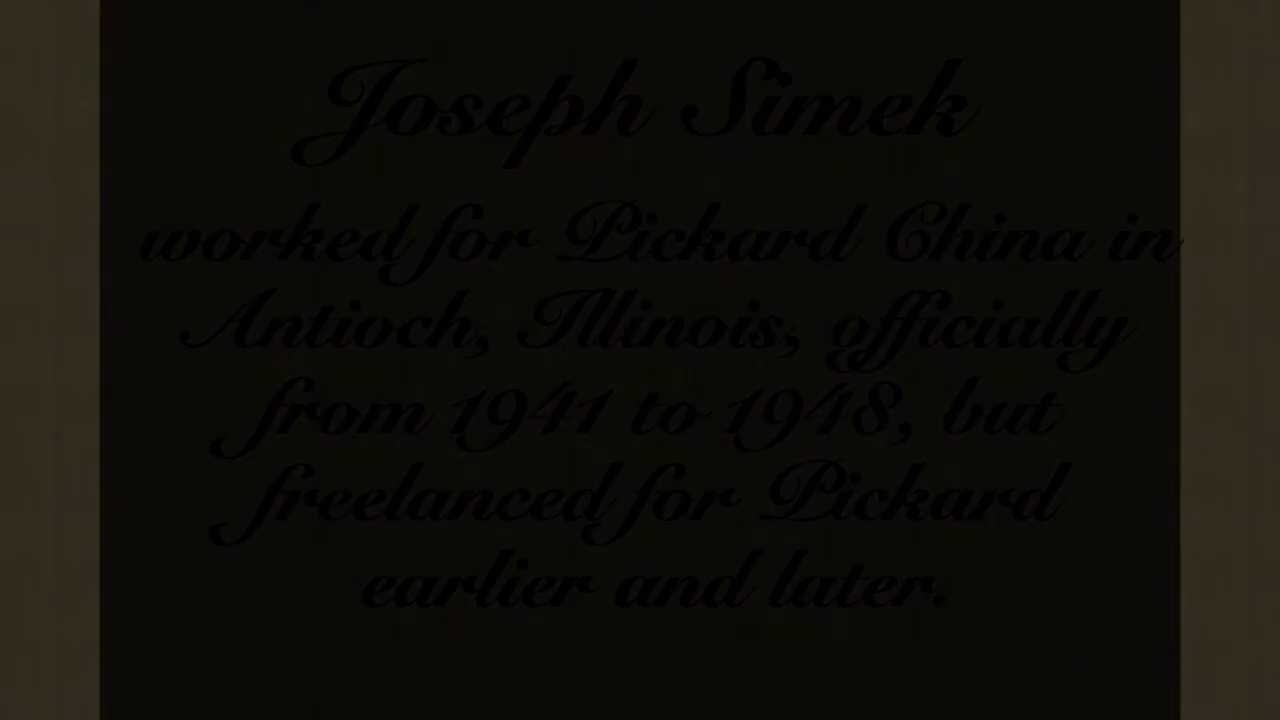 Joseph Simek
worked for Pickard China in
Antioch, Illinois, officially
from 1941 to 1948, but
freelanced for Pickard
earlier and later.